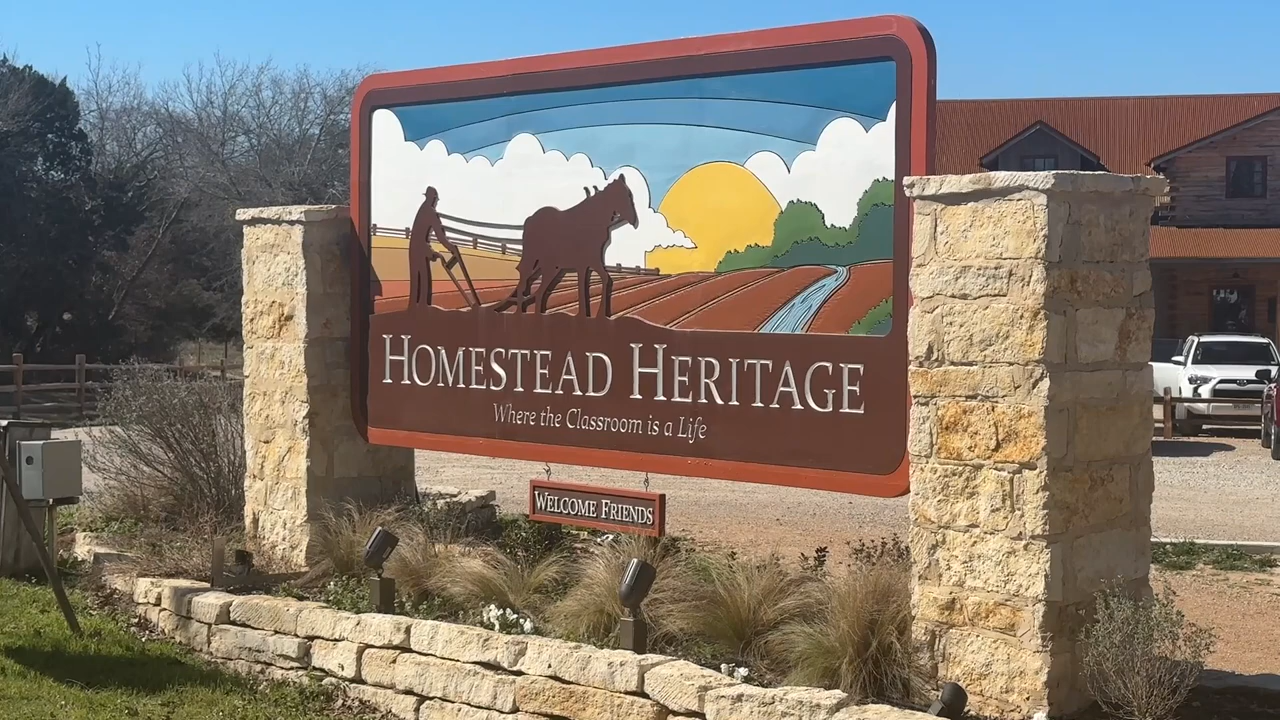 Homestead Heritage
Where the Classroom is a Life
Welcome Friends